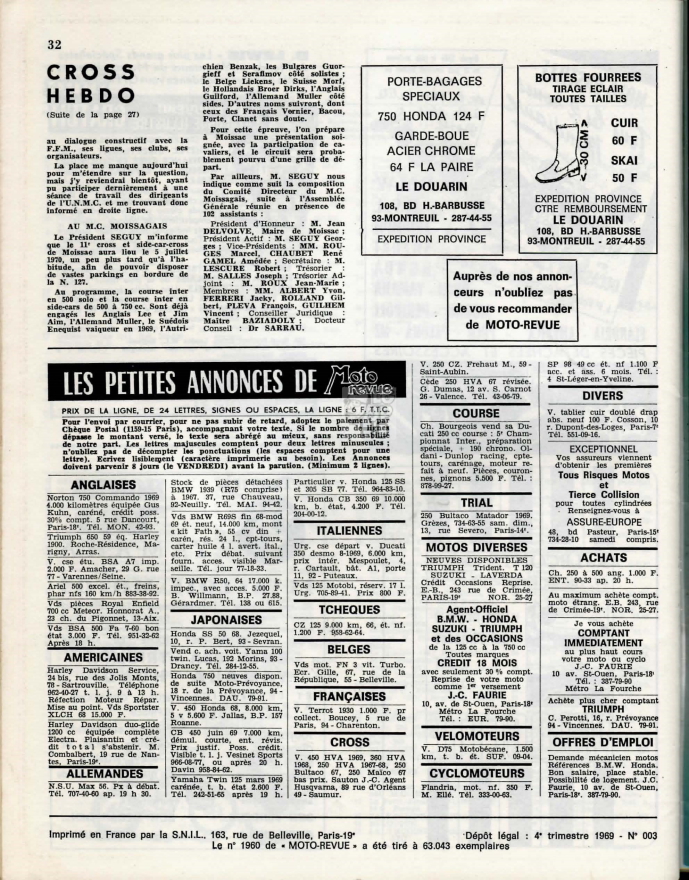 32
CROSS
HEBDO
(Suite de la page 27)
au dialogue constructif avec la
F.F.M., ses ligues, ses clubs, ses
organisateurs.
La place me manque aujourd'hui
pour m'étendre sur la question,
mais j'y reviendrai bientôt, ayant
pu participer dernièrement à une
séance de travail des dirigeants
de l'U.N.M.C. et me trouvant donc
informé en droite ligne.
AU M.C. MOISSAGAIS
Le Président SEGUY m'informe
que le 11e cross et side-car-cross
de Moissac aura lieu le 5 juillet
1970, un peu plus tard qu'à l'ha-
bitude, afin de pouvoir disposer
de vastes parkings en bordure de
la N. 127.
Au programme, la course inter
en 500 solo et la course inter en
side-cars de 500 à 750 cc. Sont déjà
engagés les Anglais Lee et Jim
Aim, l'Allemand Muller, le Suédois
Enequist vaiqueur en 1969, l'Autri-
chien Benzak, les Bulgares Guor-
gieff et Serafimov côté solistes ;
le Belge Liekens, le Suisse Morf,
le Hollandais Broer Dirks, l'Anglais
Guilford, l'Allemand Muller côté
sides. D'autres noms suivront, dont
ceux des Français Vernier, Bacou,
Porte, Clanet sans doute.
Pour cette épreuve, l'on prépare
à Moissac une présentation soi-
gnée, avec la participation de ca-
valiers, et le circuit sera proba-
blement pourvu d'une grille de dé-
part.
Par ailleurs, M. SEGUY nous
indique comme suit la composition
du Comité Directeur du M.C.
Moissagais, suite à l'Assemblée
Générale réunie en présence de
102 assistants :
Président d'Honneur : M. Jean
DELVOLVE, Maire de Moissac ;
Président Actif : M. SEGUY Geor-
ges ; Vice-Présidents : MM. ROU-
GES Marcel, CHAUBET René
GAMEL Amédée ; Secrétaire : M.
LESCURE Robert ; Trésorier :
M. SALLES Joseph ; Trésorier Ad-
joint : M. ROUX Jean-Marie ;
Membres : MM. ALBERT Yvon,
FERRERI Jacky, ROLLAND Gil-
bert, PLEVA François, GUILHEM
Vincent ; Conseiller Juridique :
Maître BAZIADOLY ; Docteur
Conseil : Dr SARRAU.
PORTE-BAGAGES
SPECIAUX
750 HONDA 124 F
GARDE-BOUE
ACIER CHROME
64 F LA PAIRE
LE DOUARIN
108, BD H.-BARBUSSE
93-MONTREUIL - 287-44-55
EXPEDITION PROVINCE
BOTTES FOURREES
TIRAGE ECLAIR
TOUTES TAILLES
30 CM
CUIR
60 F
SKAI
50 F
EXPEDITION PROVINCE
CTRE REMBOURSEMENT
LE DOUARIN
108, BD H.-BARBUSSE
93-MONTREUIL - 287-44-55
Auprès de nos annon-
ceurs n'oubliez pas
de vous recommander
de MOTO-REVUE
LES PETITES ANNONCES DE Moto revue
PRIX DE LA LIGNE, DE 24 LETTRES, SIGNES OU ESPACES, LA LIGNE : 6 F. T.T.C.
Pour l'envoi par courrier, pour ne pas subir de retard, adoptez le paiement par
Chèque Postal (1159-15 Paris), accompagnant votre texte. Si le nombre de lignes
dépasse le montant versé, le texte sera abrégé au mieux, sans responsabilité
de notre part. Les lettres majuscules comptent pour deux lettres minuscules ;
n'oubliez pas de décompter les ponctuations (les espaces comptent pour une
lettre). Ecrivez lisiblement (caractère imprimerie au besoin). Les Annonces
doivent parvenir 8 jours (le VENDREDI) avant la parution. (Minimum 2 lignes).
ANGLAISES
Norton 750 Commando 1969
4.000 kilomètres équipée Gus
Kuhn, caréné, crédit poss.
30% compt. 5 rue Dancourt,
Paris-18e. Tél. MON. 42-93.
Triumph 650 59 éq. Harley
1900. Roche-Résidence, Ma-
rigny, Arras.
V. cse étu. BSA A7 imp.
2.000 F. Amacher, 29 G. rue
77 - Varennes/Seine.
Ariel 500 excel. ét., freins,
phar nfs 160 km/h 883-38-92.
Vds pièces Royal Enfield
700 cc Meteor. Honnorat A.,
23 ch. du Pigonnet, 13-Aix.
Vds BSA 500 Fs 7-60 bon
état 3.000 F. Tél. 951-32-62
Après 18 h.
AMERICAINES
Harley Davidson Service,
24 bis, rue des Jolis Monts,
78 - Sartrouville. Téléphone
962-40-27 t. l. j. 9 à 13 h.
Réfection Moteur Répar.
Mise au point. Vds Sportster
XLCH 68 15.000 F.
Harley Davidson duo-glide
1200 cc équipée complète
Electra. Plaisantin et cré-
dit total s'abstenir. M.
Combalbert, 19 rue de Nan-
tes, Paris-19e.
ALLEMANDES
N.S.U. Max 56. Px à débat.
Tél. 707-40-60 ap. 19 h 30.
Stock de pièces détachées
BMW 1939 (R75 comprise)
à 1967. 37, rue Chauveau,
92-Neuilly. Tél. MAI. 94-42.
Vds BMW R69S fin 68-mod
69 ét. neuf, 14.000 km, mont
e kit Fath a. 55 cv din +
carén, rés. 24 l., cpt-tours,
carter huile 4 l. avert. ital.,
etc. Prix débat. suivant
fourn. acces. visible Mar-
seille. Tél. jour 77-18-33.
V. BMW R50, 64 17.000 k.
impec., avec acces. 5.000 F.
B. Willmann, B.P. 27.88,
Gérardmer. Tél. 138 ou 615.
JAPONAISES
Honda SS 50 68. Jezequel,
10, r. P. Bert, 93 - Sevran.
Vend c. ach. voit. Yama 100
twin. Lucas, 192 Morins, 93 -
Drancy. Tél. 284-12-55.
Honda 750 neuves dispon.
de suite Moto-Prévoyance.
18 r. de la Prévoyance, 94 -
Vincennes. DAU. 79-91.
V. 450 Honda 68, 8.000 km,
5 v 5.600 F. Jallas, B.P. 157
Roanne.
CB 450 juin 69 7.000 km,
démul. courte, ent. révis.
Prix justif. Poss. crédit.
Visible t. l. j. Vesinet Sports
966-08-77, ou après 20 h.
Davin 958-84-62.
Yamaha Twin 125 mars 1969
carénée, t. b. état 2.600 F.
Tél. 242-51-65 après 19 h.
Particulier v. Honda 125 SS
et 305 SB 77. Tél. 964-83-10.
V. Honda CB 350 69 10.000
km, b. état, 4.200 F. Tél.
204-00-12.
ITALIENNES
Urg. cse départ v. Ducati
350 desmo 8-1969, 6.000 km,
prix intér. Mespoulet, 4,
r. Cartault, bât. A1, porte
11, 92 - Puteaux.
Vds 125 Motobi, réserv. 17 l.
Urg. 705-89-41. Prix 800 F.
TCHEQUES
CZ 125 9.000 km, 66, ét. nf.
1.200 F. 958-62-64.
BELGES
Vds mot. FN 3 vit. Turbo.
Ecr. Gille, 67, rue de la
République, 55 - Belleville.
FRANÇAISES
V. Terrot 1930 1.000 F. pr
collect. Boucey, 5 rue de
Paris, 94 - Charenton.
CROSS
V. 450 HVA 1969, 360 HVA
1968, 250 HVA 1967-68, 250
Bultaco 67, 250 Maïco 67
bas prix. Sauton J.-C. Agent
Husqvarna, 89 rue d'Orléans
49 - Saumur.
V. 250 CZ. Frehaut M., 59 -
Saint-Aubin.
Cède 250 HVA 67 révisée.
G. Dumas, 12 av. S. Carnot
26 - Valence. Tél. 43-06-79.
COURSE
Ch. Bourgeois vend sa Du-
cati 250 cc course : 5e Cham-
pionnat Inter, préparation
spéciale, + 190 chrono. Ol-
dani - Dunlop racing, cpte-
tours, carénage, moteur re-
fait à neuf. Pièces, couron-
nes, pignons 5.500 F. Tél. :
878-99-27.
TRIAL
250 Bultaco Matador 1969.
Grèzes, 734-63-55 sam. dim.,
13, rue Severo, Paris-14e.
MOTOS DIVERSES
NEUVES DISPONIBLES
TRIUMPH Trident. T 120
SUZUKI - LAVERDA
Crédit Occasions Reprise.
E.-B., 243 rue de Crimée,
PARIS-19e NOR. 25-27
Agent-Officiel
B.M.W. - HONDA
SUZUKI - TRIUMPH
et des OCCASIONS
de la 125 cc à la 750 cc
Toutes marques
CREDIT 18 MOIS
avec seulement 30 % compt.
Reprise de votre moto
comme 1er versement
J.-C. FAURIE
10, av. de St-Ouen, Paris-18e
Métro La Fourche
Tél. : EUR. 79-90.
VELOMOTEURS
V. D75 Motobécane, 1.500
km, t. b. ét. SUF. 09-04.
CYCLOMOTEURS
Flandria, mot. nf. 350 F.
M. Ellé. Tél. 333-00-63.
SP 98 49 cc ét. nf 1.100 F
acc. et ass. 6 mois. Tél. :
4 St-Léger-en-Yveline.
DIVERS
V. tablier cuir doublé drap
abs. neuf 100 F. Cosson, 10
r. Dupont-des-Loges, Paris-7e
Tél. 551-09-16.
EXCEPTIONNEL
Vos assureurs viennent
d'obtenir les premières
Tous Risques Motos
et
Tierce Collision
pour toutes cylindrées
Renseignez-vous à
ASSURE-EUROPE
48, bd Pasteur, Paris-15e
734-28-10 samedi compris.
ACHATS
Ch. 250 à 500 ang. 1.000 F.
ENT. 90-33 ap. 20 h.
Au maximum achète compt.
moto étrang. E.B, 243, rue
de Crimée-19e. NOR. 25-27.
Je vous achète
COMPTANT
IMMEDIATEMENT
au plus haut cours
votre moto ou cyclo
J.-C. FAURIE
10 av. St-Ouen, Paris-18e
Tél. : 387-79-90
Métro La Fourche
Achète plus cher comptant
TRIUMPH
C. Perotti, 16, r. Prévoyance
94 - Vincennes. DAU. 79-91.
OFFRES D'EMPLOI
Demande mécanicien motos
Références B.M.W. Honda.
Bon salaire, place stable.
Possibilité de logement. J.C.
Faurie, 10 av. de St-Ouen,
Paris-18e. 387-79-90.
Imprimé en France par la S.N.I.L., 163, rue de Belleville, Paris-19e
Dépôt légal : 4e trimestre 1969 - N° 003
Le n° 1960 de « MOTO-REVUE » a été tiré à 63.043 exemplaires